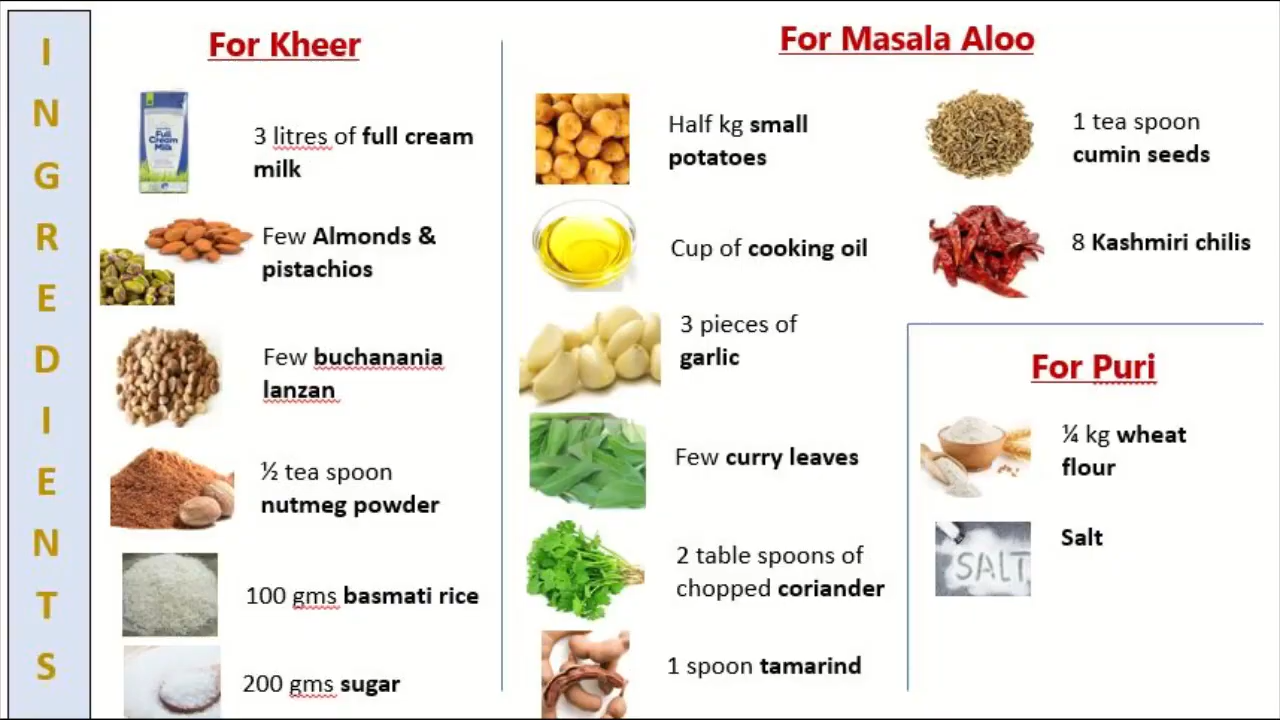 INGREDIENTS
For Kheer
Full
Cream
Milk
3 litres of full cream
milk
Few Almonds &
pistachios
Few buchanania
lanzan
½ tea spoon
nutmeg powder
100 gms basmati rice
200 gms sugar
For Masala Aloo
Half kg small
potatoes
Cup of cooking oil
3 pieces of
garlic
Few curry leaves
2 table spoons of
chopped coriander
1 spoon tamarind
1 tea spoon
cumin seeds
8 Kashmiri chilis
For Puri
¼ kg wheat
flour
SALT
Salt